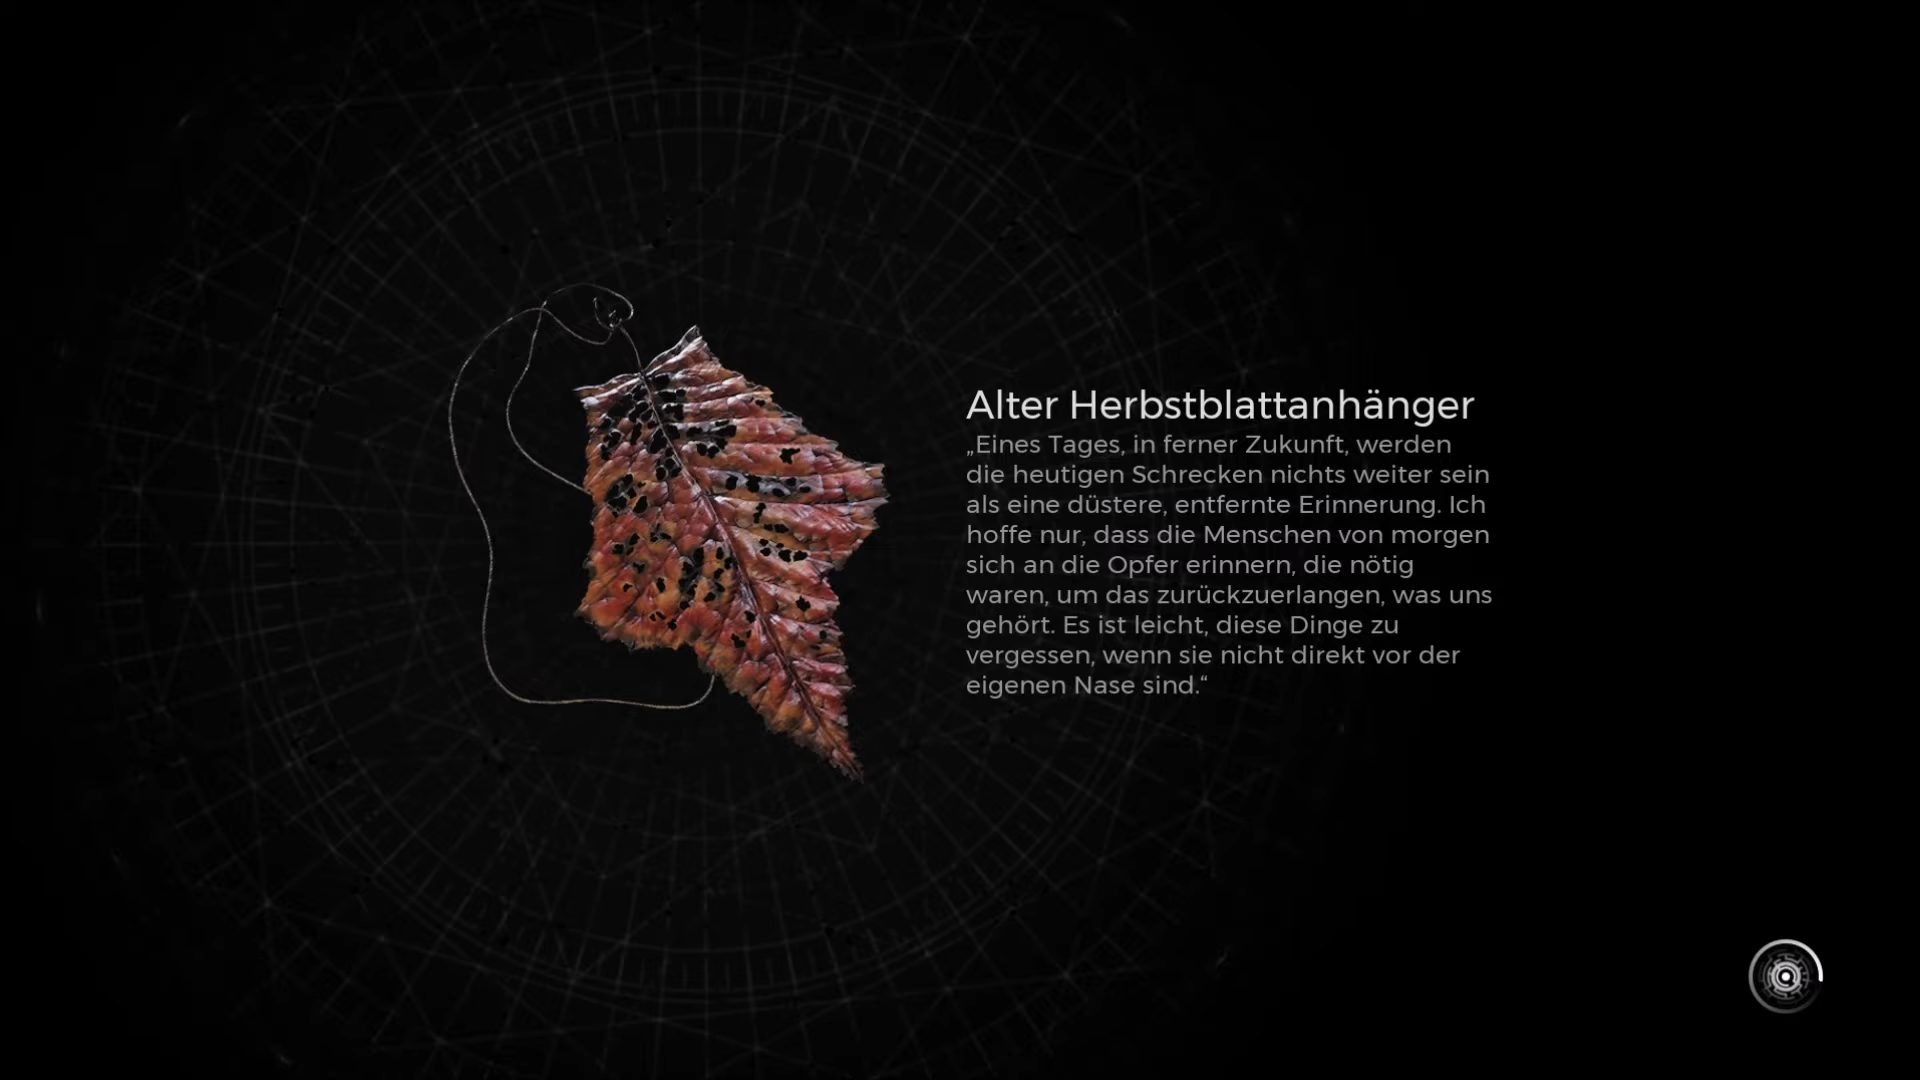 Alter Herbstblattanhänger
„Eines Tages, in ferner Zukunft, werden
die heutigen Schrecken nichts weiter sein
als eine düstere, entfernte Erinnerung. Ich
hoffe nur, dass die Menschen von morgen
sich an die Opfer erinnern, die nötig
waren, um das zurückzuerlangen, was uns
gehört. Es ist leicht, diese Dinge zu
vergessen, wenn sie nicht direkt vor der
eigenen Nase sind.“